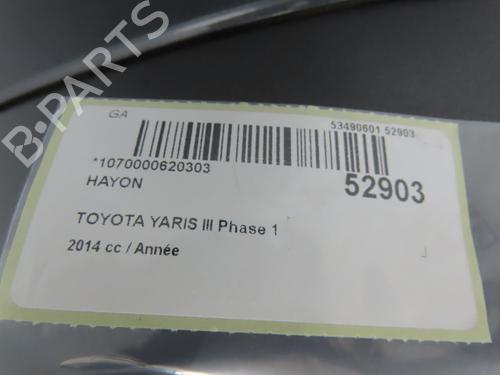 GA
53490601 52903
*1070000620303
HAYON
52903
TOYOTA YARIS III Phase 1
2014 cc / Année
B-PARTS